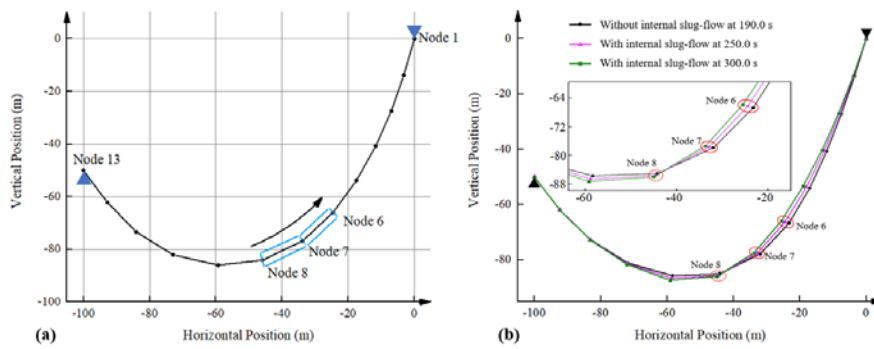 (a)
0
-20
-40
-60
-80
-100
Vertical Position (m)
Node 1
Node 13
Node 6
Node 7
Node 8
-100
-80
-60
-40
-20
0
Horizontal Position (m)
(b)
0
-20
-40
-60
-80
Vertical Position (m)
Without internal slug-flow at 190.0 s
With internal slug-flow at 250.0 s
With internal slug-flow at 300.0 s
-64
-72
-80
-88
Node 6
Node 7
Node 8
-60
-40
-20
Node 6
Node 7
Node 8
-100
-80
-60
-40
-20
0
Horizontal Position (m)